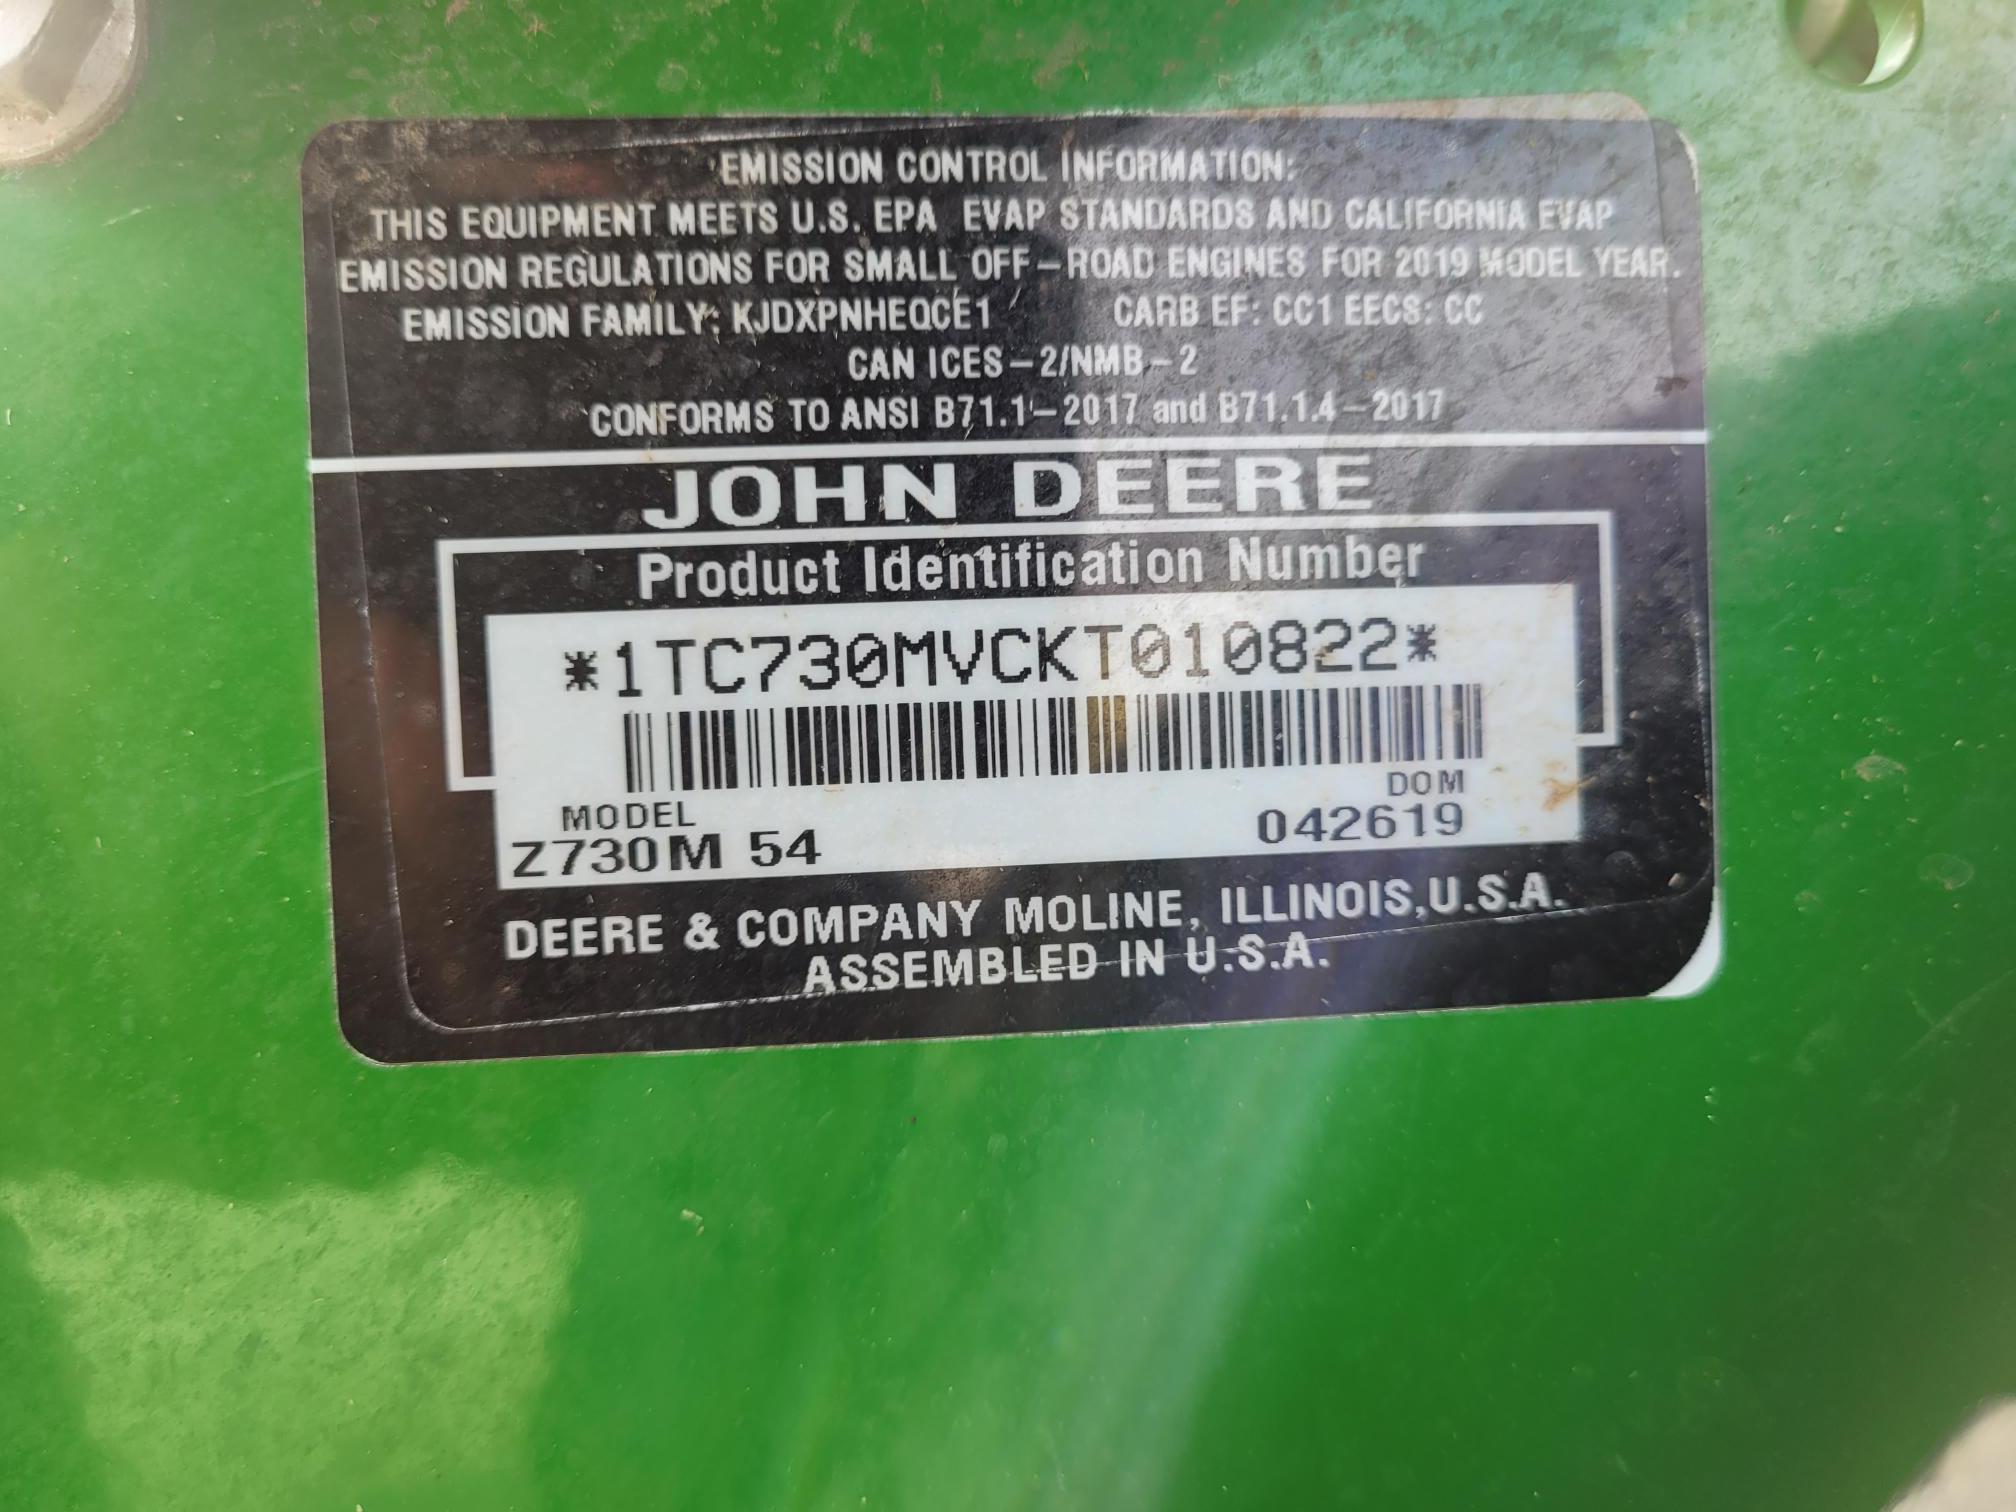 EMISSION CONTROL INFORMATION:
THIS EQUIPMENT MEETS U.S. EPA EVAP STANDARDS AND CALIFORNIA EVAP
EMISSION REGULATIONS FOR SMALL OFF-ROAD ENGINES FOR 2019 MODEL YEAR.
EMISSION FAMILY: KJDXPNHEQCE1 CARB EF: CC1 EECS: CC
CAN ICES-2/NMB-2
CONFORMS TO ANSI B71.1-2017 and B71.1.4-2017
JOHN DEERE
Product Identification Number
*1TC730MVCKT010822*
DOM
MODEL
Z730M 54 042619
DEERE & COMPANY MOLINE, ILLINOIS,U.S.A.
ASSEMBLED IN U.S.A.